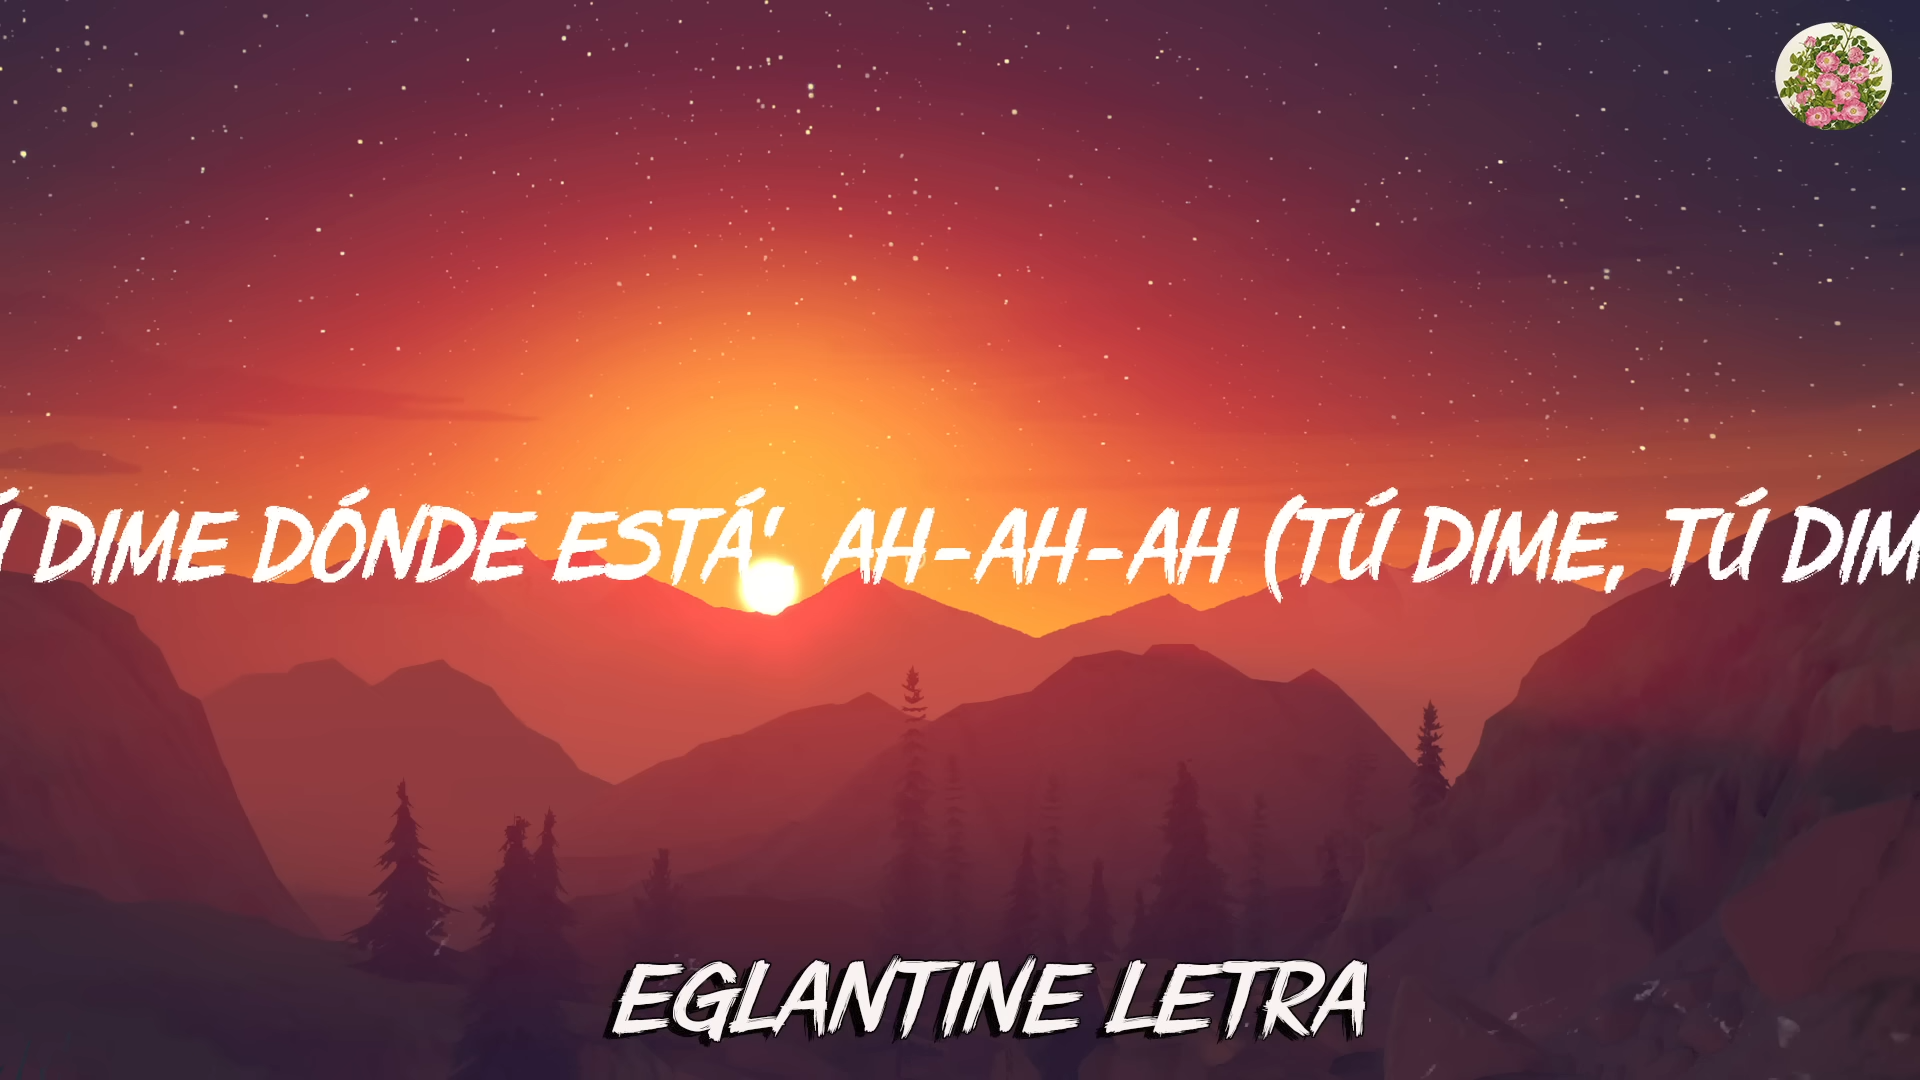 Ú DIME DÓNDE ESTÁ' AH-AH-AH (TÚ DIME, TÚ DIM
EGLANTINE LETRA